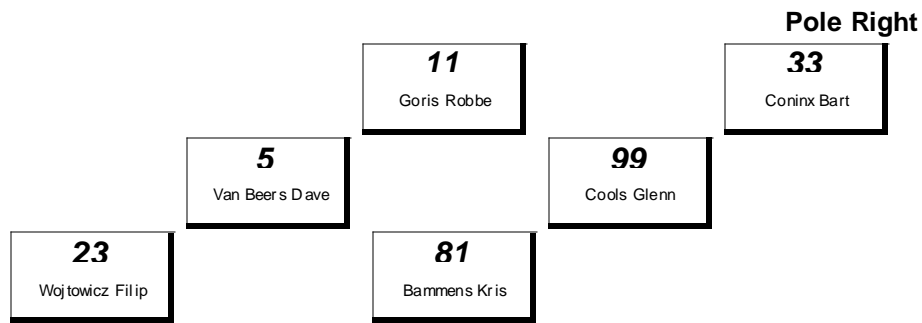 Pole Right
11
Goris Robbe
33
Coninx Bart
5
Van Beers Dave
99
Cools Glenn
23
Wojtowicz Filip
81
Bammens Kris